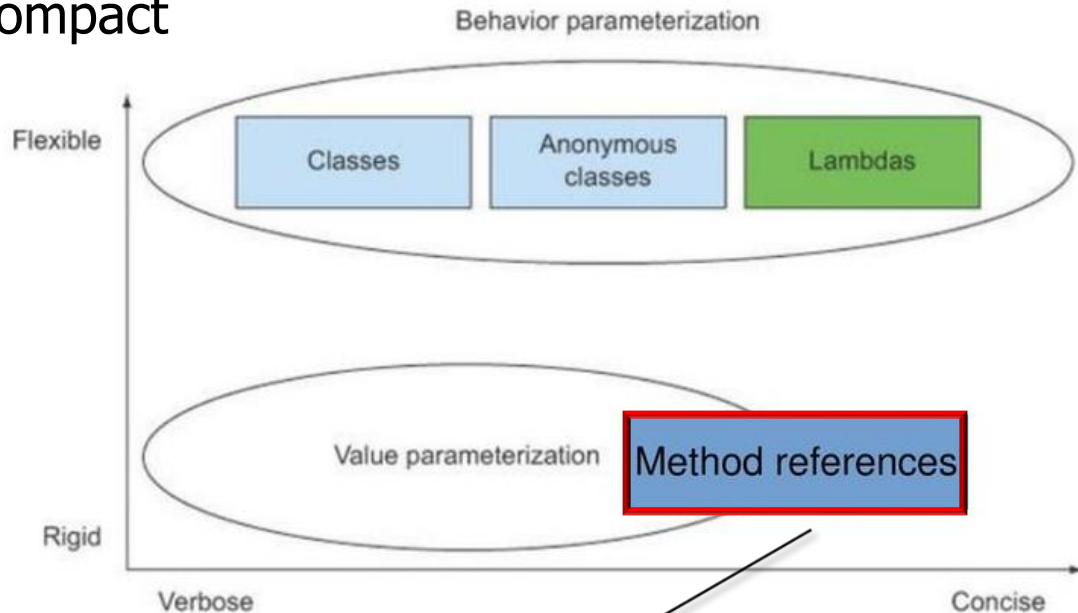 ompact
Behavior parameterization
Flexible
Classes
Anonymous
classes
Lambdas
Value parameterization
Method references
Rigid
Verbose
Concise